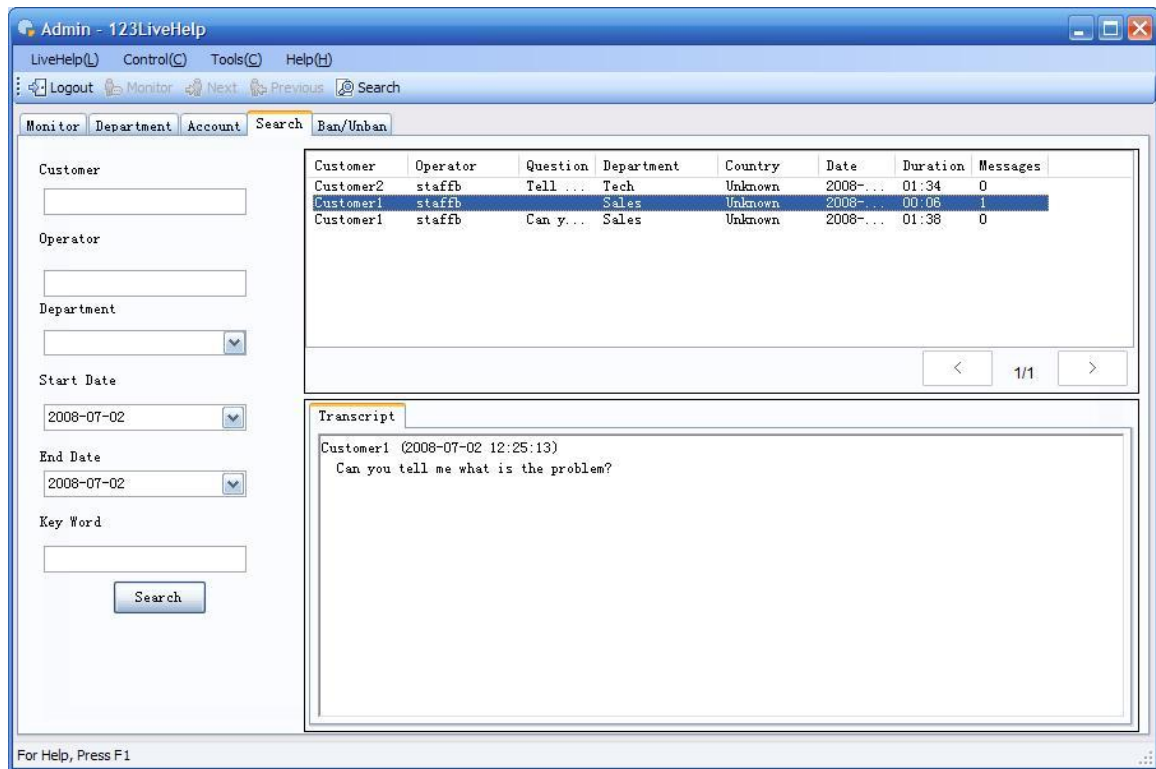 Admin - 123LiveHelp
LiveHelp(L) Control(C) Tools(C) Help(H)
Logout Monitor Next Previous Search
Monitor Department Account Search Ban/Unban
Customer
Operator
Department
Start Date
2008-07-02
End Date
2008-07-02
Key Word
Search
Customer Operator Question Department Country Date Duration Messages
Customer2 staffb Tell ... Tech Unknown 2008-... 01:34 0
Customer1 staffb Sales Unknown 2008-... 00:06 1
Customer1 staffb Can y... Sales Unknown 2008-... 01:38 0
< 1/1 >
Transcript
Customer1 (2008-07-02 12:25:13)
Can you tell me what is the problem?
For Help, Press F1